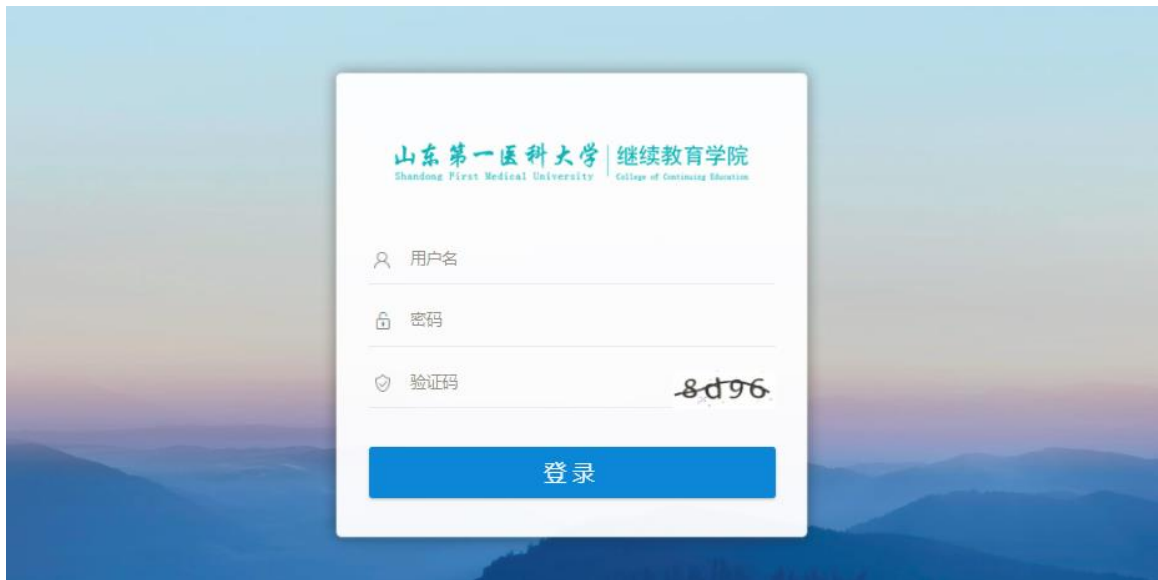 山东第一医科大学 继续教育学院
Shandong First Medical University College of Continuing Education
用户名
密码
验证码 8d96
登录